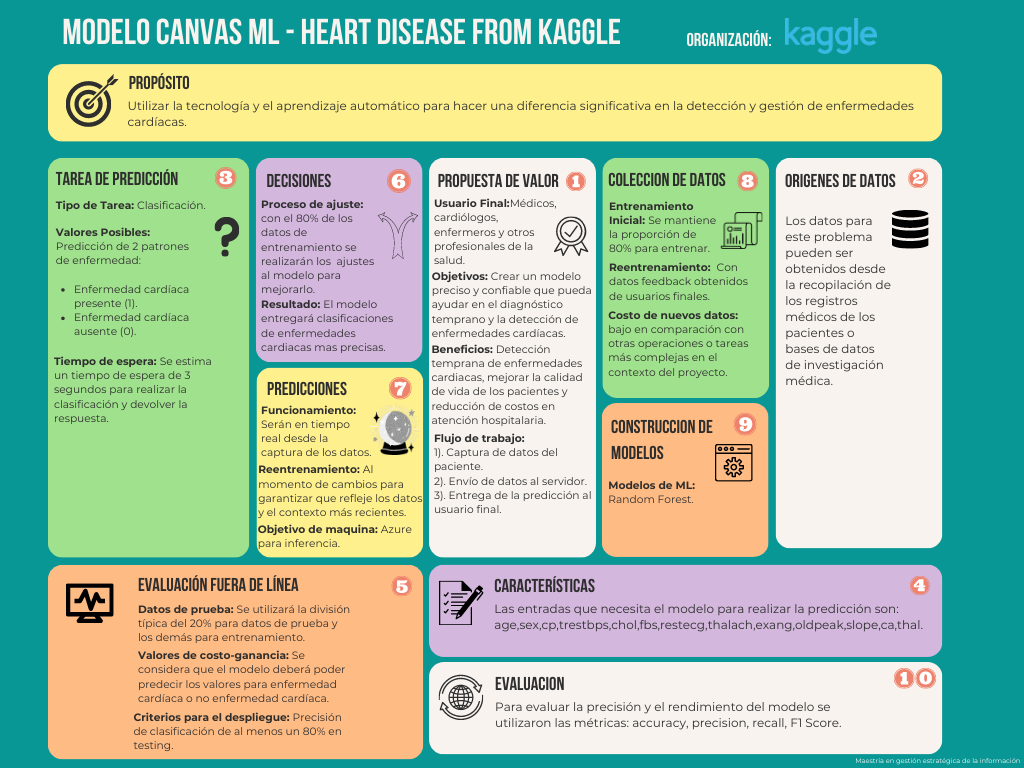 MODELO CANVAS ML - HEART DISEASE FROM KAGGLE
ORGANIZACIÓN:
kaggle
PROPÓSITO
Utilizar la tecnología y el aprendizaje automático para hacer una diferencia significativa en la detección y gestión de enfermedades
cardíacas.
TAREA DE PREDICCIÓN
3
Tipo de Tarea: Clasificación.
Valores Posibles:
Predicción de 2 patrones
de enfermedad:
• Enfermedad cardíaca
presente (1).
• Enfermedad cardíaca
ausente (0).
Tiempo de espera: Se estima
un tiempo de espera de 3
segundos para realizar la
clasificación y devolver la
respuesta.
DECISIONES
6
Proceso de ajuste:
con el 80% de los
datos de
entrenamiento se
realizarán los ajustes
al modelo para
mejorarlo.
Resultado: El modelo
entregará clasificaciones
de enfermedades
cardiacas mas precisas.
PREDICCIONES
7
Funcionamiento:
Serán en tiempo
real desde la
captura de los datos.
Reentrenamiento: Al
momento de cambios para
garantizar que refleje los datos
y el contexto más recientes.
Objetivo de maquina: Azure
para inferencia.
PROPUESTA DE VALOR
1
Usuario Final:Médicos,
cardiólogos,
enfermeros y otros
profesionales de la
salud.
Objetivos: Crear un modelo
preciso y confiable que pueda
ayudar en el diagnóstico
temprano y la detección de
enfermedades cardíacas.
Beneficios: Detección
temprana de enfermedades
cardiacas, mejorar la calidad
de vida de los pacientes y
reducción de costos en
atención hospitalaria.
Flujo de trabajo:
1). Captura de datos del
paciente.
2). Envío de datos al servidor.
3). Entrega de la predicción al
usuario final.
COLECCION DE DATOS
8
Entrenamiento
Inicial: Se mantiene
la proporción de
80% para entrenar.
Reentrenamiento: Con
datos feedback obtenidos
de usuarios finales.
Costo de nuevos datos:
bajo en comparación con
otras operaciones o tareas
más complejas en el
contexto del proyecto.
CONSTRUCCION DE
MODELOS
9
Modelos de ML:
Random Forest.
ORIGENES DE DATOS
2
Los datos para
este problema
pueden ser
obtenidos desde
la recopilación de
los registros
médicos de los
pacientes o
bases de datos
de investigación
médica.
EVALUACIÓN FUERA DE LÍNEA
5
Datos de prueba: Se utilizará la división
típica del 20% para datos de prueba y
los demás para entrenamiento.
Valores de costo-ganancia: Se
considera que el modelo deberá poder
predecir los valores para enfermedad
cardíaca o no enfermedad cardíaca.
Criterios para el despliegue: Precisión
de clasificación de al menos un 80% en
testing.
CARACTERÍSTICAS
4
Las entradas que necesita el modelo para realizar la predicción son:
age,sex,cp,trestbps,chol,fbs,restecg,thalach,exang,oldpeak,slope,ca,thal.
EVALUACION
10
Para evaluar la precisión y el rendimiento del modelo se
utilizaron las métricas: accuracy, precision, recall, F1 Score.
Maestría en gestión estratégica de la información